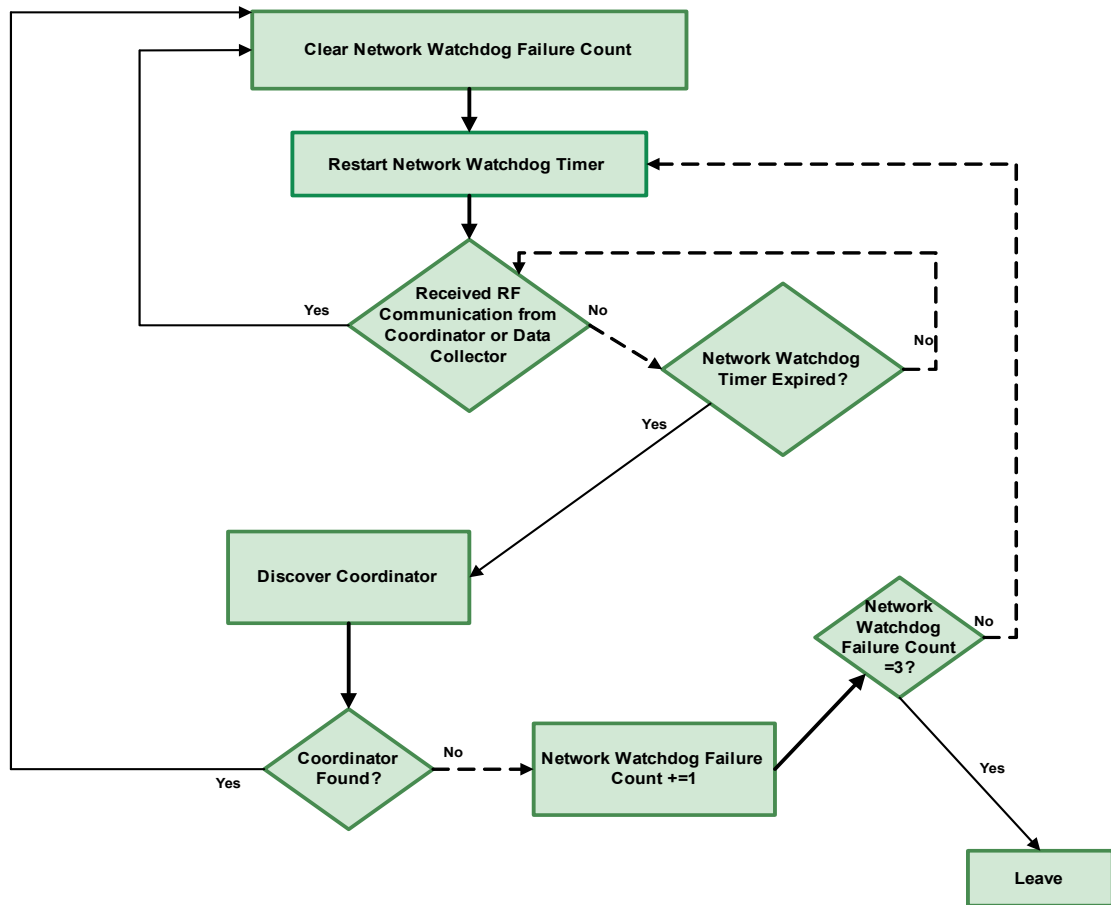 Clear Network Watchdog Failure Count
Restart Network Watchdog Timer
Received RF
Communication from
Coordinator or Data
Collector
Yes
No
Network Watchdog
Timer Expired?
No
Yes
Discover Coordinator
Network
Watchdog
Failure Count
=3?
No
Coordinator
Found?
Yes
No
Network Watchdog Failure
Count +=1
Yes
Leave